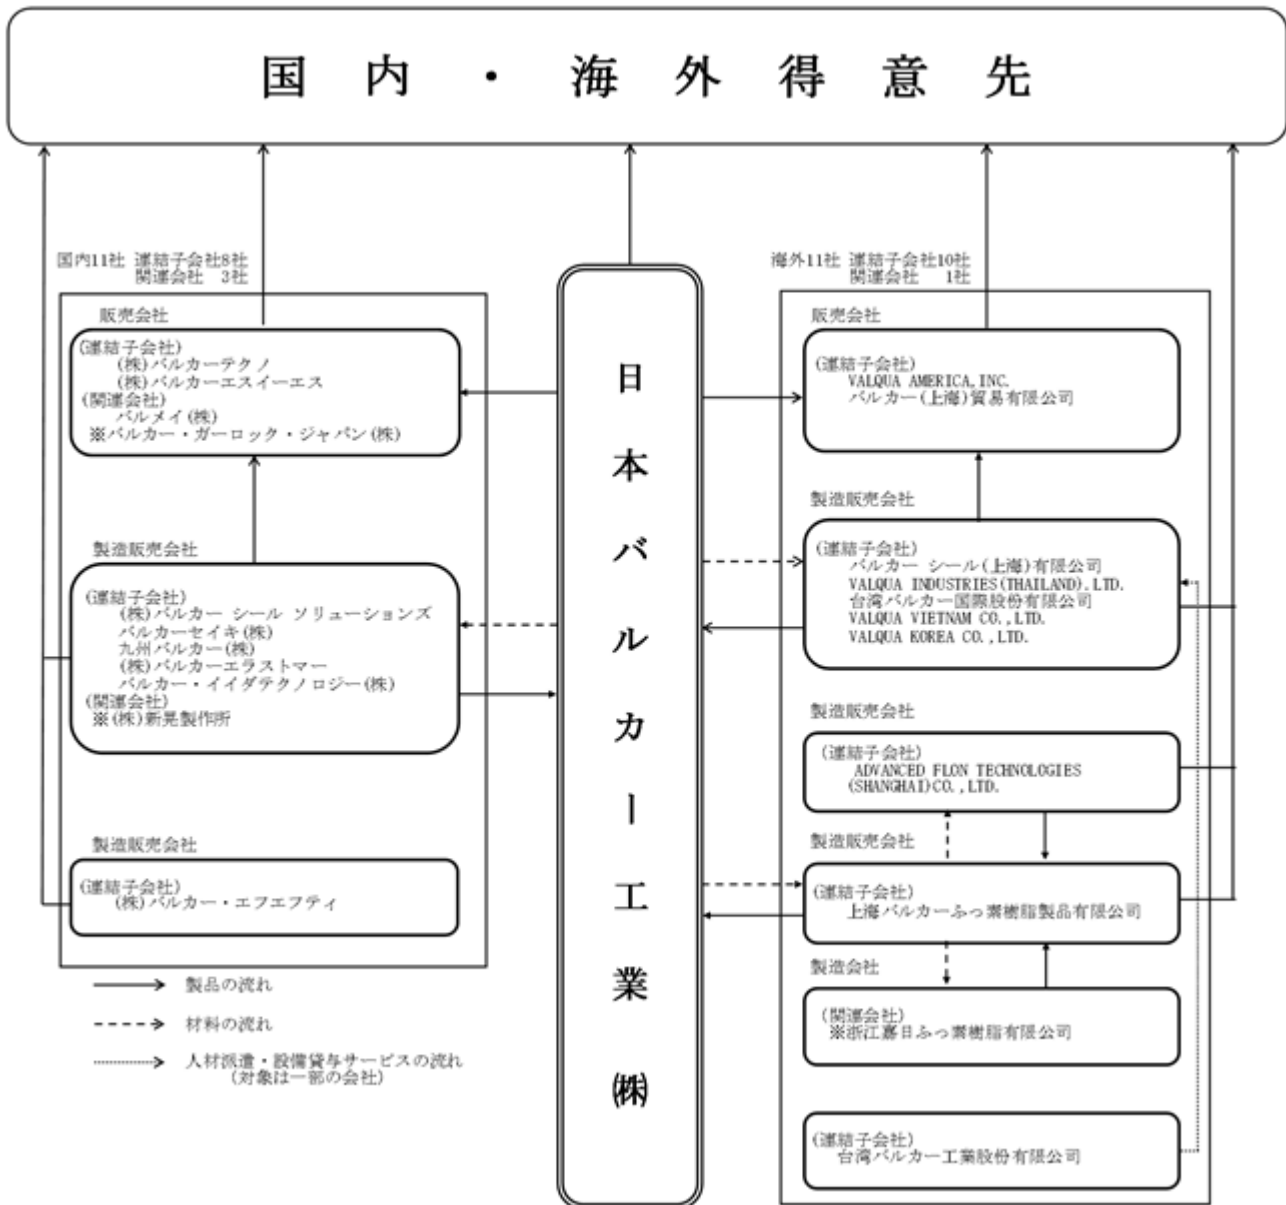 国内・海外得意先
国内11社 連結子会社8社
関連会社 3社
販売会社
(連結子会社)
(株)バルカーテクノ
(株)バルカーエスイーエス
(関連会社)
バルメイ(株)
※バルカー・ガーロック・ジャパン(株)
製造販売会社
(連結子会社)
(株)バルカー シール ソリューションズ
バルカーセイキ(株)
九州バルカー(株)
(株)バルカーエラストマー
バルカー・イイダテクノロジー(株)
(関連会社)
※(株)新晃製作所
製造販売会社
(連結子会社)
(株)バルカー・エフエフティ
製品の流れ
材料の流れ
人材派遣・設備貸与サービスの流れ
(対象は一部の会社)
日本バルカー工業㈱
海外11社 連結子会社10社
関連会社 1社
販売会社
(連結子会社)
VALQUA AMERICA,INC.
バルカー(上海)貿易有限公司
製造販売会社
(連結子会社)
バルカー シール(上海)有限公司
VALQUA INDUSTRIES(THAILAND).LTD.
台湾バルカー国際股份有限公司
VALQUA VIETNAM CO.,LTD.
VALQUA KOREA CO.,LTD.
製造販売会社
(連結子会社)
ADVANCED FLON TECHNOLOGIES
(SHANGHAI)CO.,LTD.
製造販売会社
(連結子会社)
上海バルカーふっ素樹脂製品有限公司
製造会社
(関連会社)
※浙江嘉日ふっ素樹脂有限公司
(連結子会社)
台湾バルカー工業股份有限公司